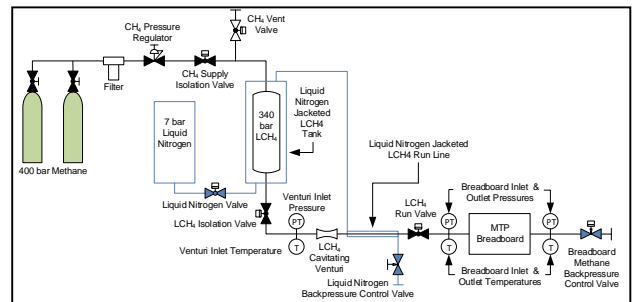 CH₄ Pressure
Regulator
CH₄ Vent
Valve
Filter
CH₄ Supply
Isolation Valve
400 bar Methane
7 bar
Liquid
Nitrogen
340
bar
LCH₄
Liquid
Nitrogen
Jacketed
LCH4
Tank
Liquid Nitrogen Valve
LCH₄ Isolation Valve
Liquid Nitrogen Jacketed
LCH4 Run Line
Venturi Inlet
Pressure
PT
T
Venturi Inlet Temperature
LCH₄
Cavitating
Venturi
LCH₄
Run Valve
Liquid Nitrogen
Backpressure Control Valve
Breadboard Inlet &
Outlet Pressures
PT
T
MTP
Breadboard
PT
T
Breadboard Inlet &
Outlet Temperatures
Breadboard
Methane
Backpressure
Control Valve